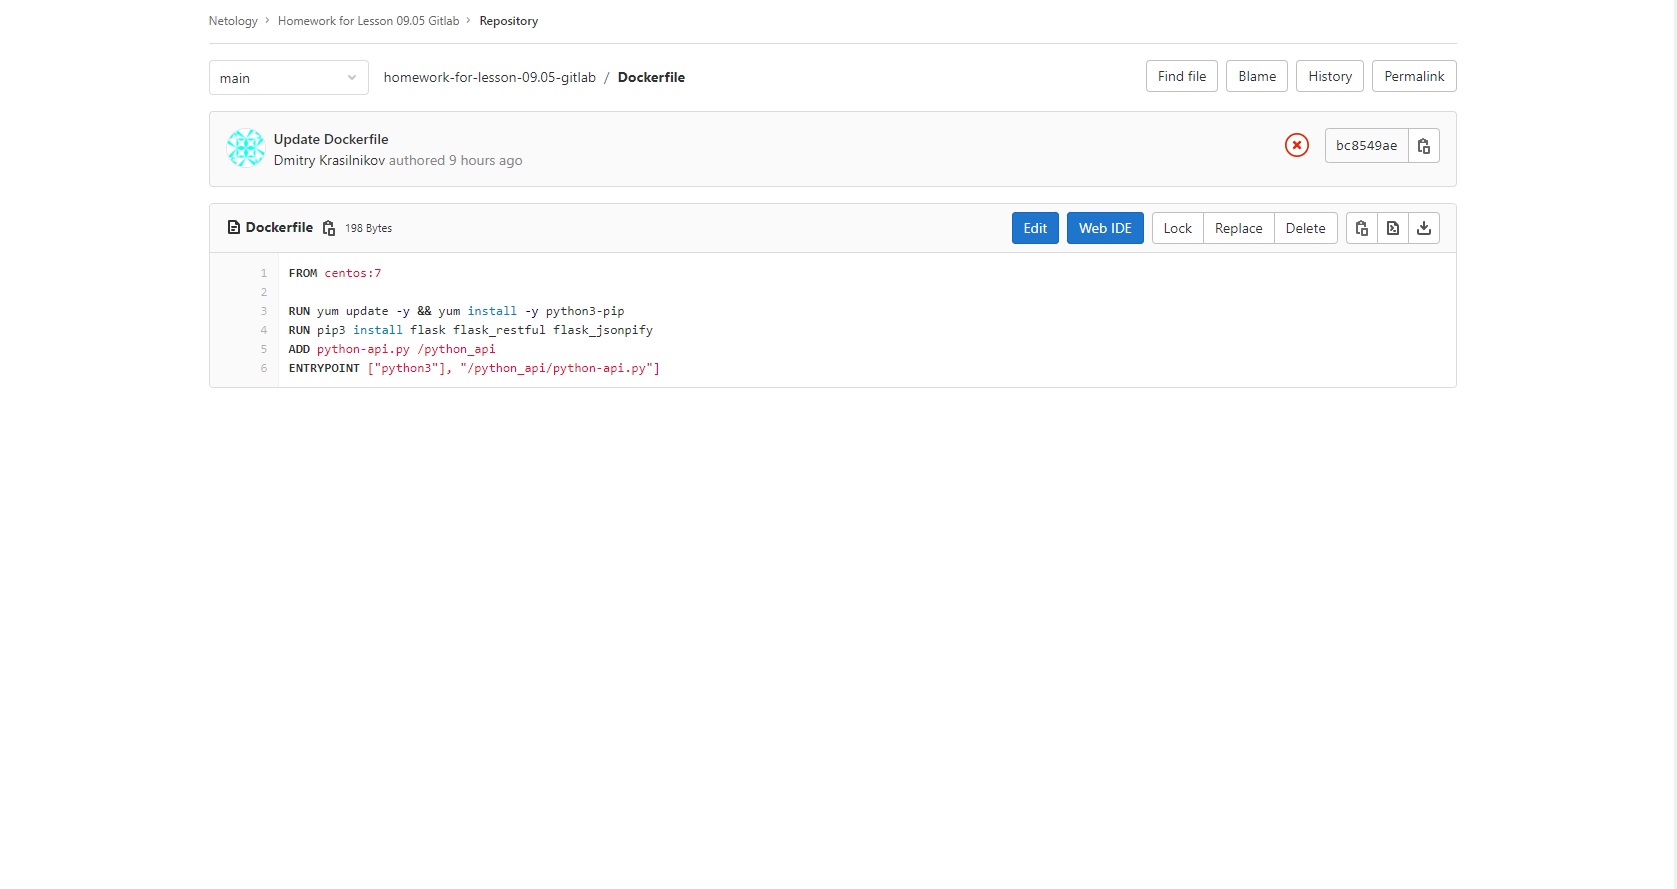 Netology > Homework for Lesson 09.05 Gitlab > Repository
main homework-for-lesson-09.05-gitlab / Dockerfile Find file Blame History Permalink
Update Dockerfile
Dmitry Krasilnikov authored 9 hours ago
bc8549ae
Dockerfile 198 Bytes Edit Web IDE Lock Replace Delete
1 FROM centos:7
2
3 RUN yum update -y && yum install -y python3-pip
4 RUN pip3 install flask flask_restful flask_jsonpify
5 ADD python-api.py /python_api
6 ENTRYPOINT ["python3"], "/python_api/python-api.py"]